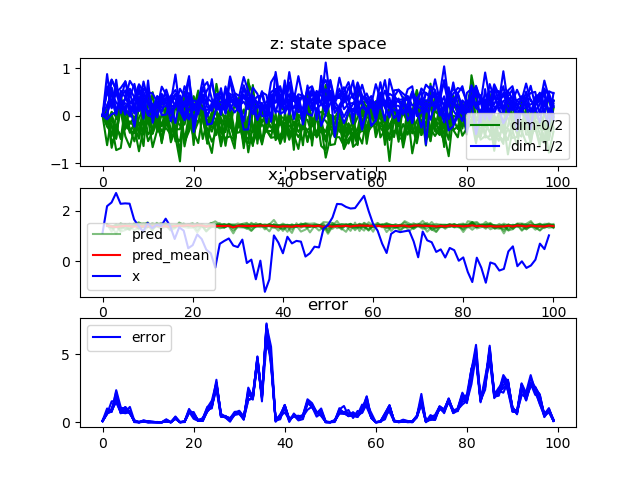 z: state space
1
0
−1
dim-0/2
dim-1/2
0 20 40 60 80 100
x: observation
2
0
pred
pred_mean
x
0 20 40 60 80 100
error
5
0
error
0 20 40 60 80 100